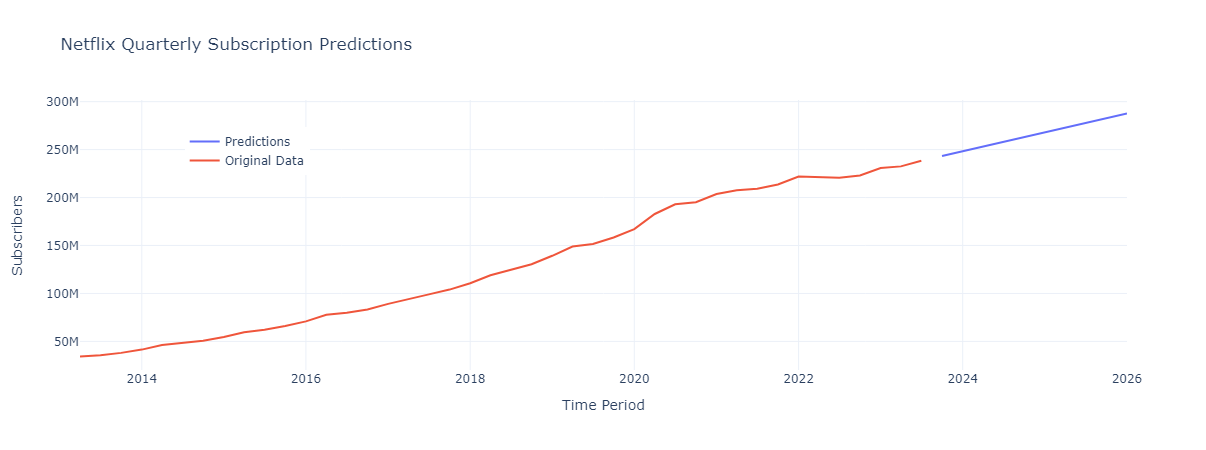 Netflix Quarterly Subscription Predictions
300M
250M
200M
150M
100M
50M
Subscribers
Predictions
Original Data
2014 2016 2018 2020 2022 2024 2026
Time Period